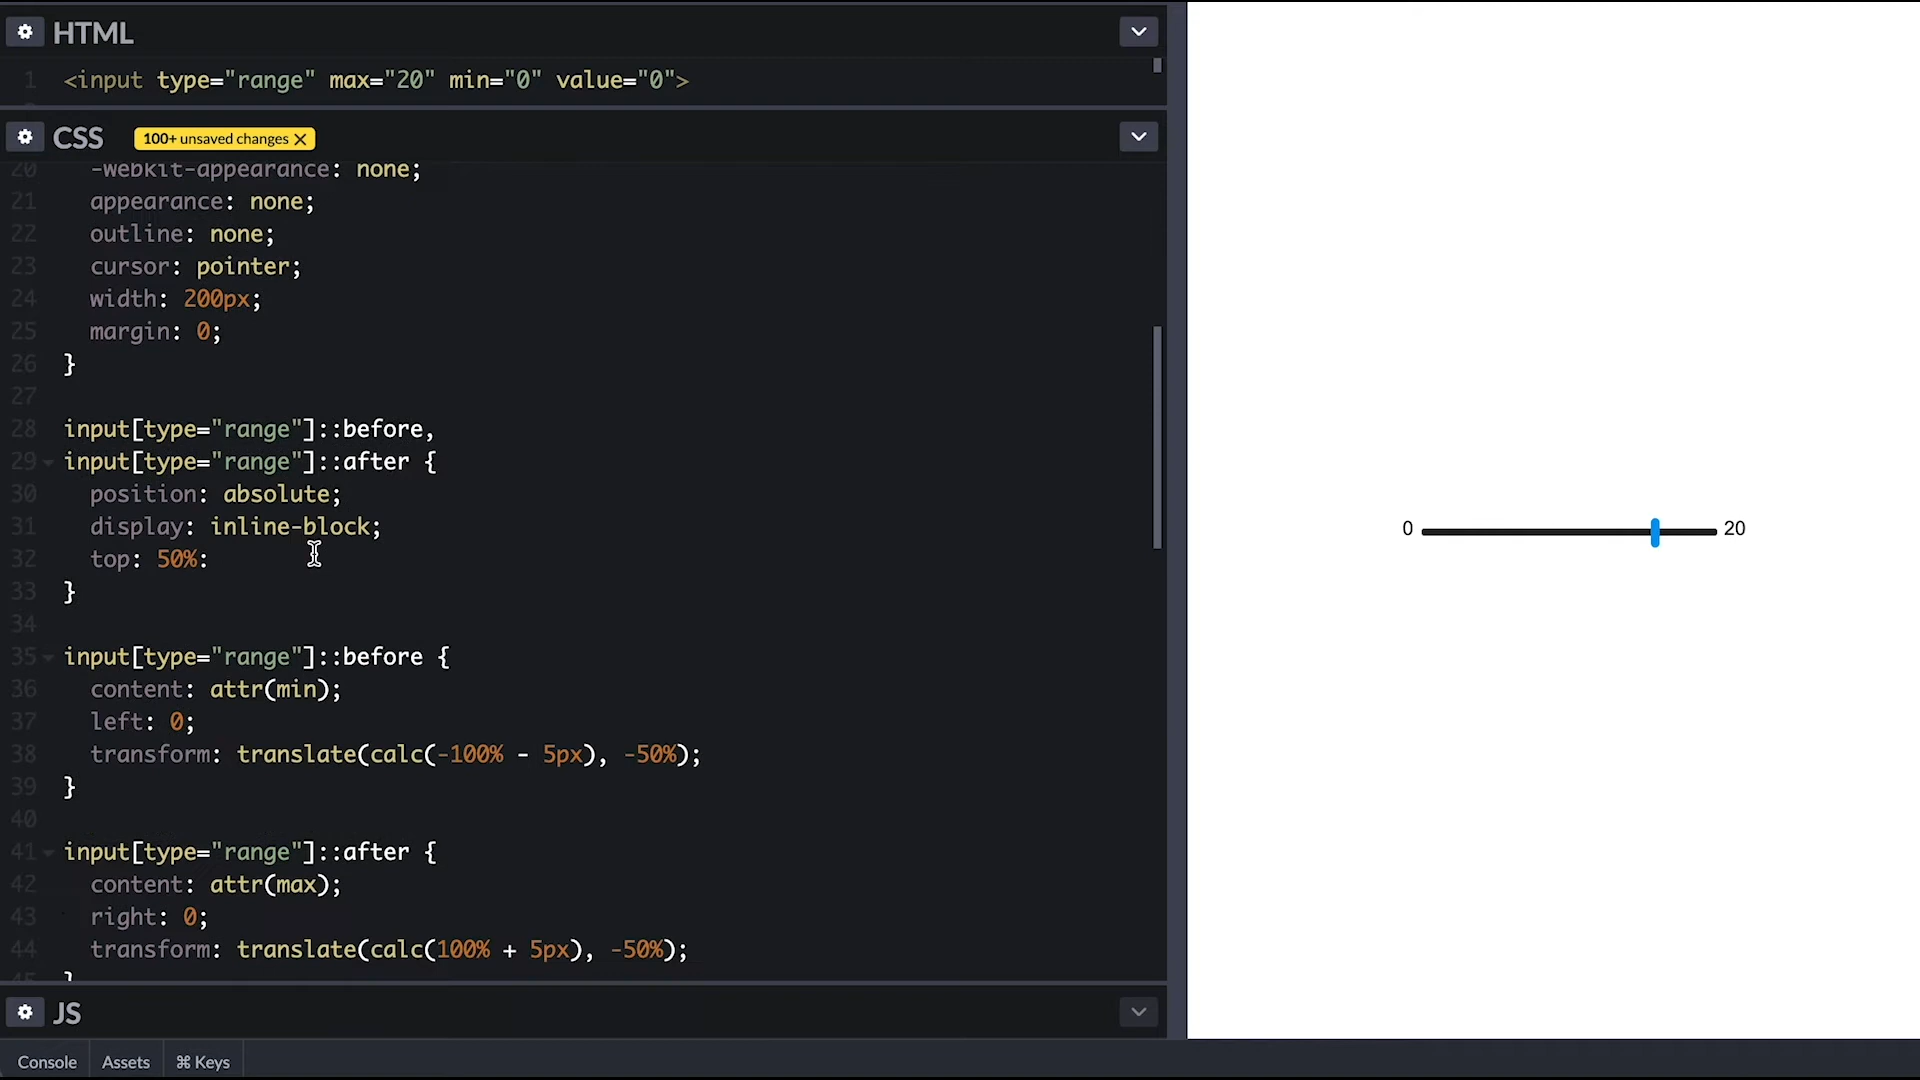 HTML
1 <input type="range" max="20" min="0" value="0">
CSS 100+ unsaved changes
20 -webkit-appearance: none;
21 appearance: none;
22 outline: none;
23 cursor: pointer;
24 width: 200px;
25 margin: 0;
26 }
27
28 input[type="range"]::before,
29 input[type="range"]::after {
30 position: absolute;
31 display: inline-block;
32 top: 50%:
33 }
34
35 input[type="range"]::before {
36 content: attr(min);
37 left: 0;
38 transform: translate(calc(-100% - 5px), -50%);
39 }
40
41 input[type="range"]::after {
42 content: attr(max);
43 right: 0;
44 transform: translate(calc(100% + 5px), -50%);
45 }
JS
Console Assets ⌘ Keys
0 20